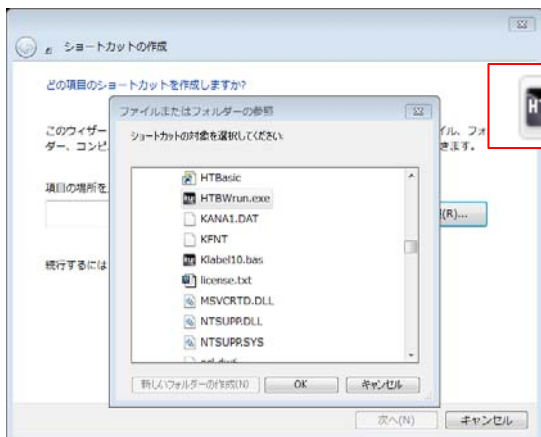 ショートカットの作成
どの項目のショートカットを作成しますか?
ファイルまたはフォルダーの参照
このウィザー
ショートカットの対象を選択してください
イル、フォ
ダー、コンピ
きます。
項目の場所を
(R)...
続行するには
HTBasic
HTBWrun.exe
KANA1.DAT
KFNT
Klabel10.bas
license.txt
MSVCRTD.DLL
NTSUPP.DLL
NTSUPP.SYS
新しいフォルダーの作成(N)
OK
キャンセル
次へ(N)
キャンセル